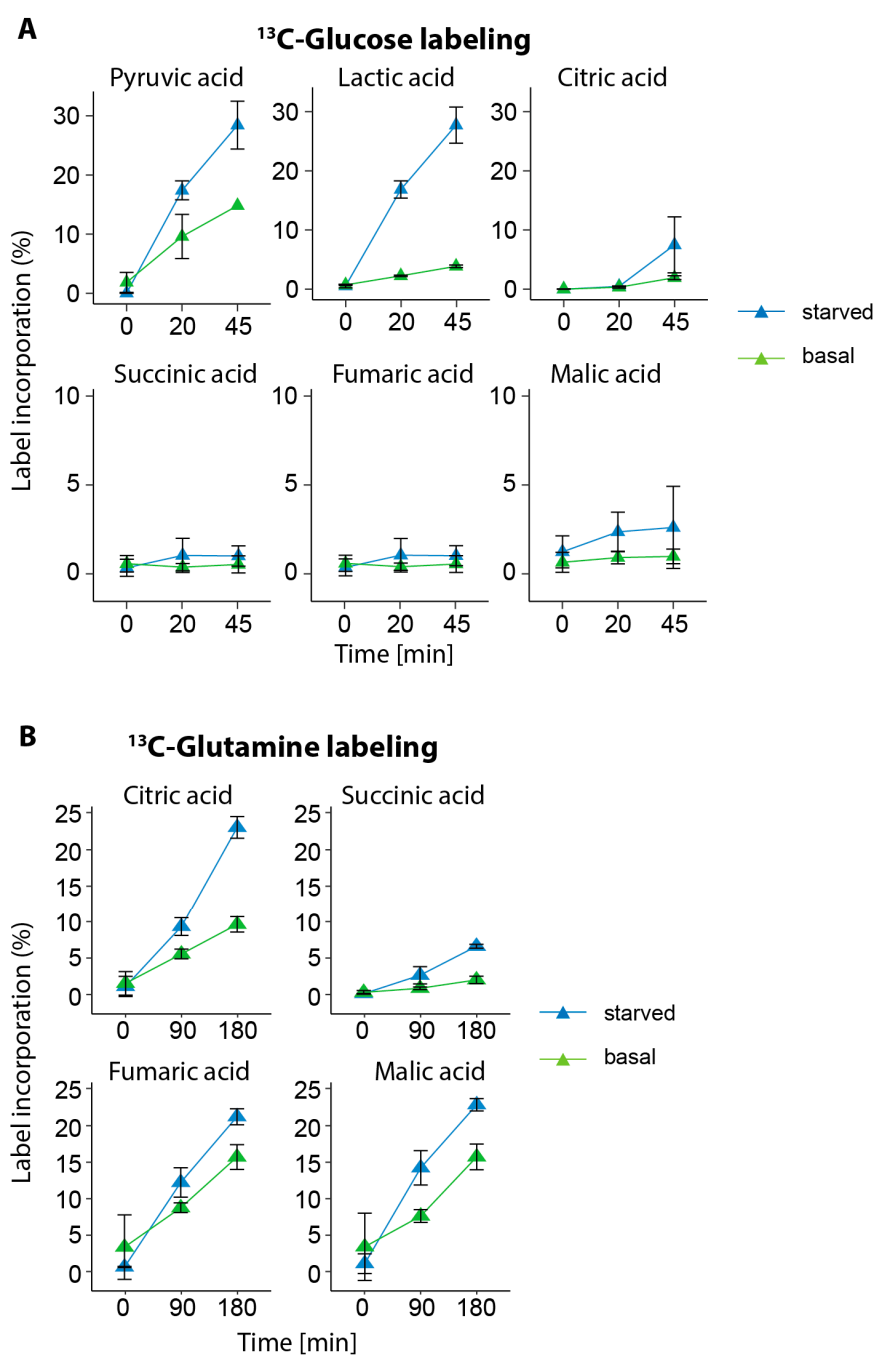 A
¹³C-Glucose labeling
Pyruvic acid Lactic acid Citric acid
30 30 30
20 20 20
10 10 10
0 0 0
0 20 45 0 20 45 0 20 45
starved
basal
Label incorporation (%)
Succinic acid Fumaric acid Malic acid
10 10 10
5 5 5
0 0 0
0 20 45 0 20 45 0 20 45
Time [min]
B
¹³C-Glutamine labeling
Citric acid Succinic acid
25 25
20 20
15 15
10 10
5 5
0 0
0 90 180 0 90 180
starved
basal
Label incorporation (%)
Fumaric acid Malic acid
25 25
20 20
15 15
10 10
5 5
0 0
0 90 180 0 90 180
Time [min]